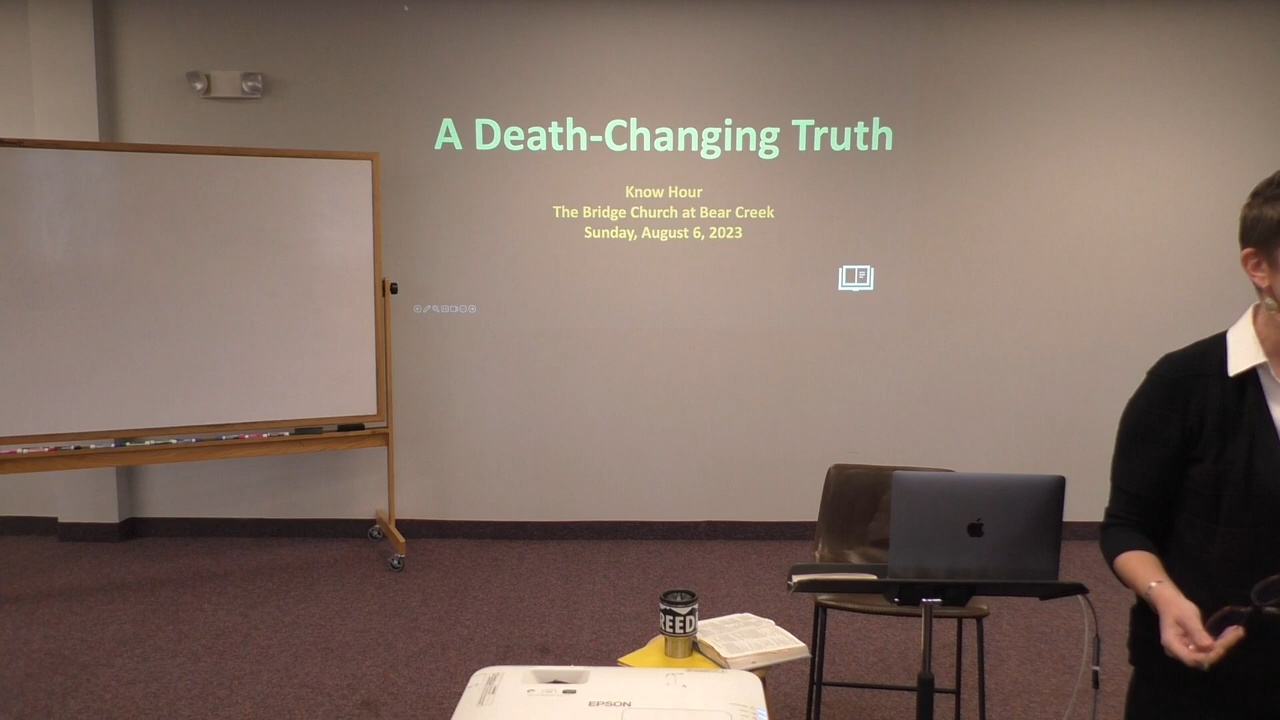 A Death-Changing Truth
Know Hour
The Bridge Church at Bear Creek
Sunday, August 6, 2023
REED
EPSON